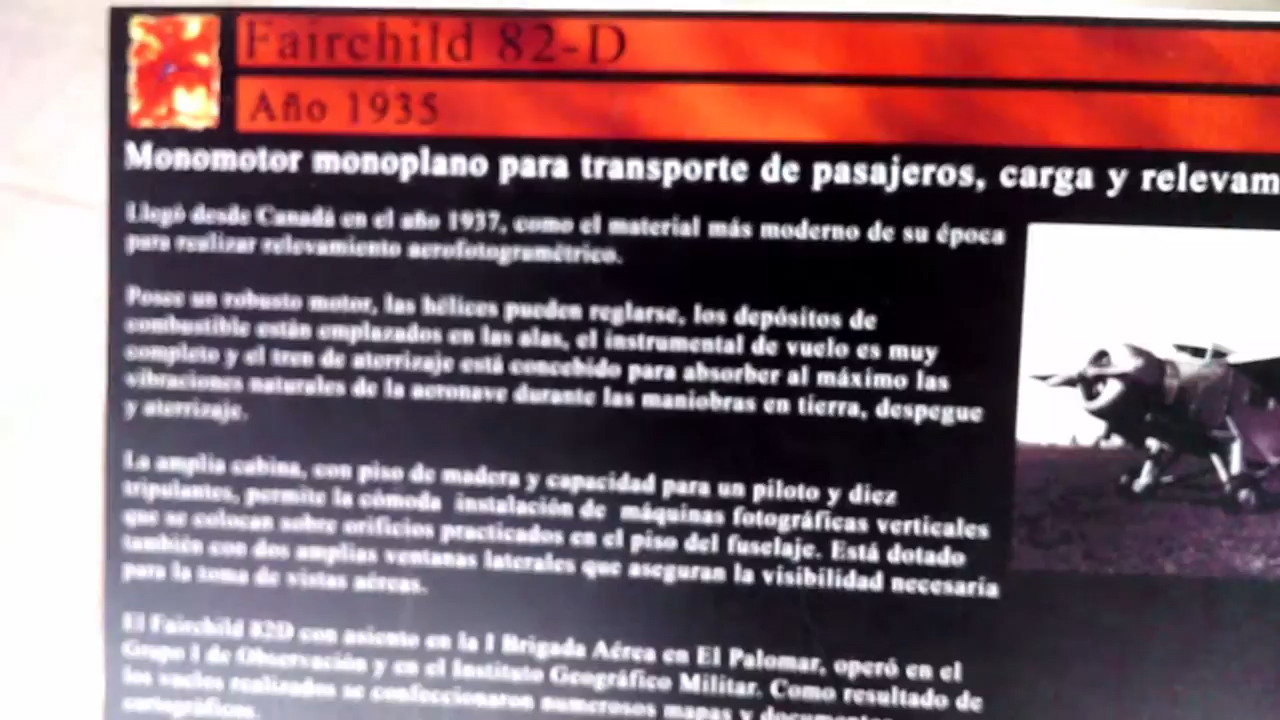 Fairchild 82-D
Año 1935
Monomotor monoplano para transporte de pasajeros, carga y relevam
Llegó desde Canadá en el año 1937, como el material más moderno de su época
para realizar relevamiento aerofotogramétrico.
Posee un robusto motor, las hélices pueden reglarse, los depósitos de
combustible están emplazados en las alas, el instrumental de vuelo es muy
completo y el tren de aterrizaje está concebido para absorber al máximo las
vibraciones naturales de la aeronave durante las maniobras en tierra, despegue
y aterrizaje.
La amplia cabina, con piso de madera y capacidad para un piloto y diez
tripulantes, permite la cómoda instalación de máquinas fotográficas verticales
que se colocan sobre orificios practicados en el piso del fuselaje. Está dotado
también con dos amplias ventanas laterales que aseguran la visibilidad necesaria
para la toma de vistas aéreas.
El Fairchild 82D con asiento en la I Brigada Aérea en El Palomar, operó en el
Grupo 1 de Observación y en el Instituto Geográfico Militar. Como resultado de
los vuelos realizados se confeccionaron numerosos mapas y documentos
cartográficos.